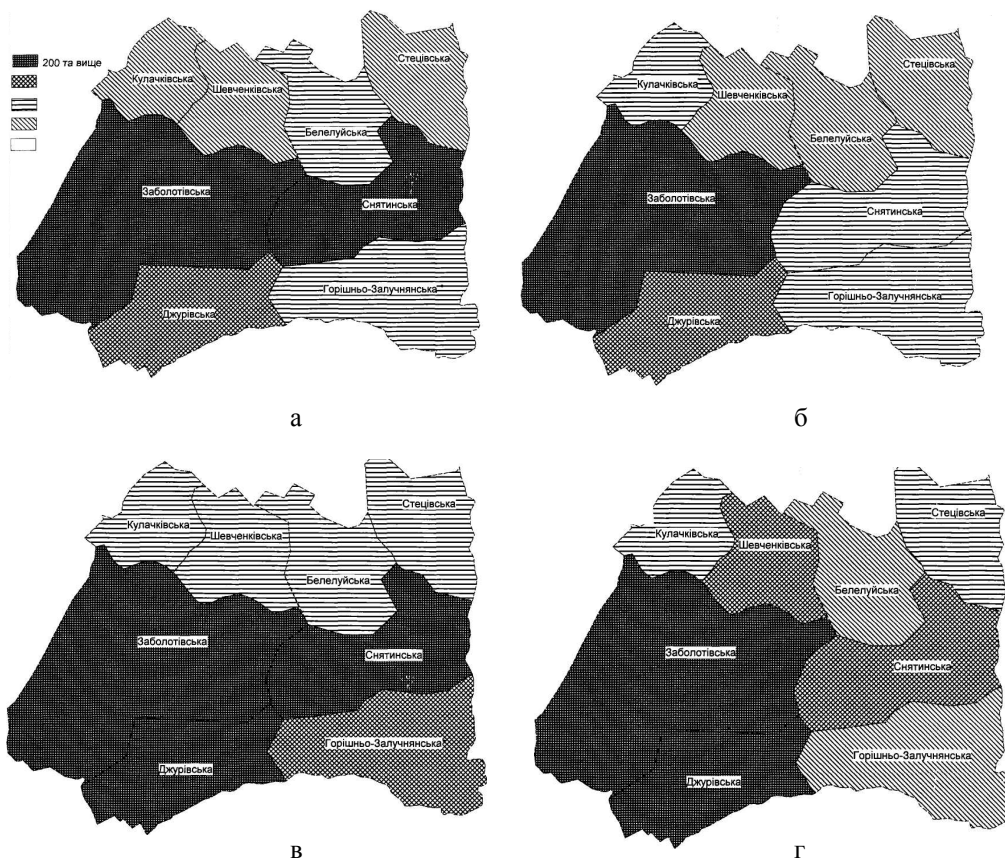 Стецівська
Кулачківська
200 та вище
Шевченківська
Белелуйська
Заболотівська
Снятинська
Горішньо-Залучнянська
Джурівська
а
Стецівська
Кулачківська
Шевченківська
Белелуйська
Заболотівська
Снятинська
Горішньо-Залучнянська
Джурівська
б
Стецівська
Кулачківська
Шевченківська
Белелуйська
Заболотівська
Снятинська
Горішньо-Залучнянська
Джурівська
в
Стецівська
Кулачківська
Шевченківська
Белелуйська
Заболотівська
Снятинська
Горішньо-Залучнянська
Джурівська
г